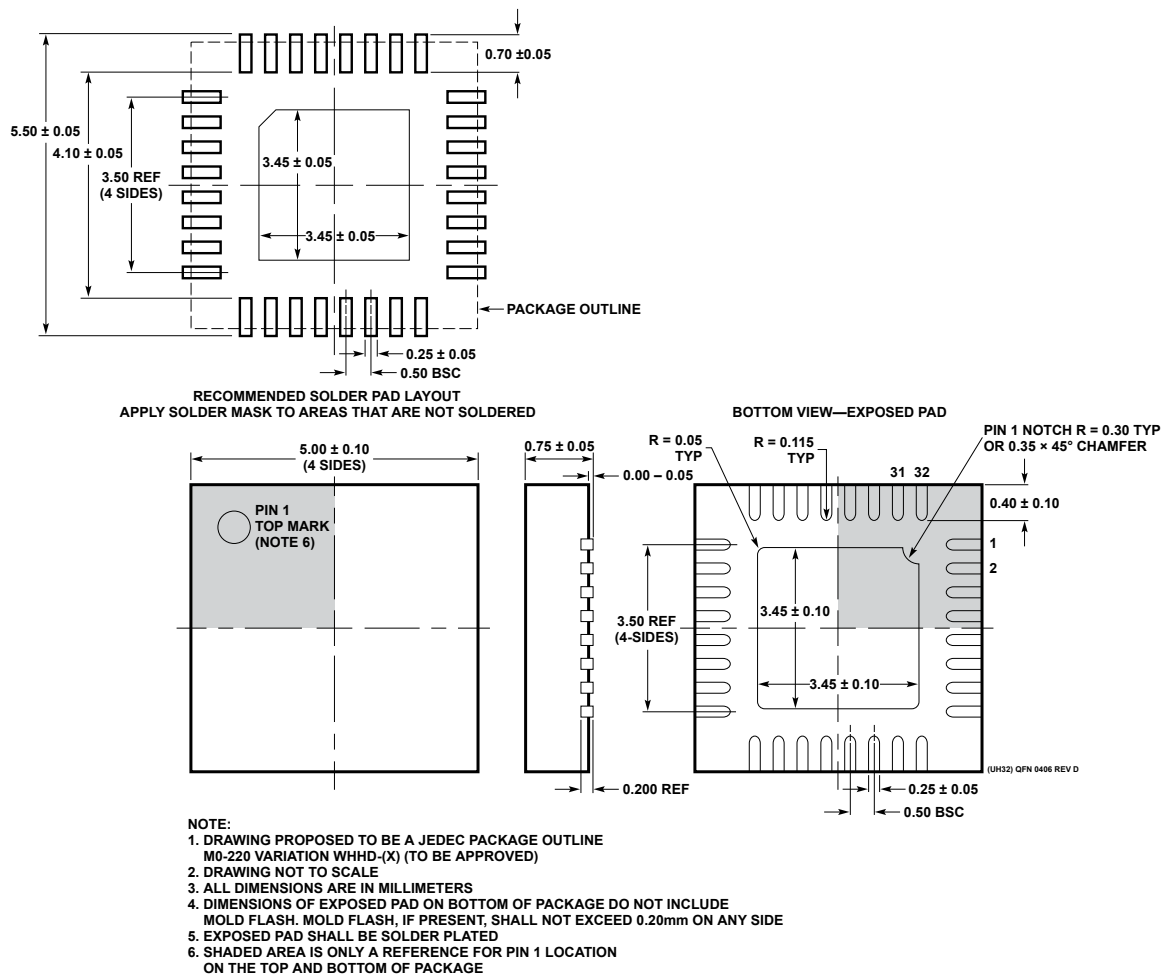 0.70 ±0.05
5.50 ± 0.05
4.10 ± 0.05
3.50 REF
(4 SIDES)
3.45 ± 0.05
3.45 ± 0.05
PACKAGE OUTLINE
0.25 ± 0.05
0.50 BSC
RECOMMENDED SOLDER PAD LAYOUT
APPLY SOLDER MASK TO AREAS THAT ARE NOT SOLDERED
5.00 ± 0.10
(4 SIDES)
PIN 1
TOP MARK
(NOTE 6)
0.75 ± 0.05
0.00 – 0.05
0.200 REF
BOTTOM VIEW—EXPOSED PAD
R = 0.05
TYP
R = 0.115
TYP
PIN 1 NOTCH R = 0.30 TYP
OR 0.35 × 45° CHAMFER
31 32
0.40 ± 0.10
1
2
3.50 REF
(4-SIDES)
3.45 ± 0.10
3.45 ± 0.10
(UH32) QFN 0406 REV D
0.25 ± 0.05
0.50 BSC
NOTE:
1. DRAWING PROPOSED TO BE A JEDEC PACKAGE OUTLINE
M0-220 VARIATION WHHD-(X) (TO BE APPROVED)
2. DRAWING NOT TO SCALE
3. ALL DIMENSIONS ARE IN MILLIMETERS
4. DIMENSIONS OF EXPOSED PAD ON BOTTOM OF PACKAGE DO NOT INCLUDE
MOLD FLASH. MOLD FLASH, IF PRESENT, SHALL NOT EXCEED 0.20mm ON ANY SIDE
5. EXPOSED PAD SHALL BE SOLDER PLATED
6. SHADED AREA IS ONLY A REFERENCE FOR PIN 1 LOCATION
ON THE TOP AND BOTTOM OF PACKAGE